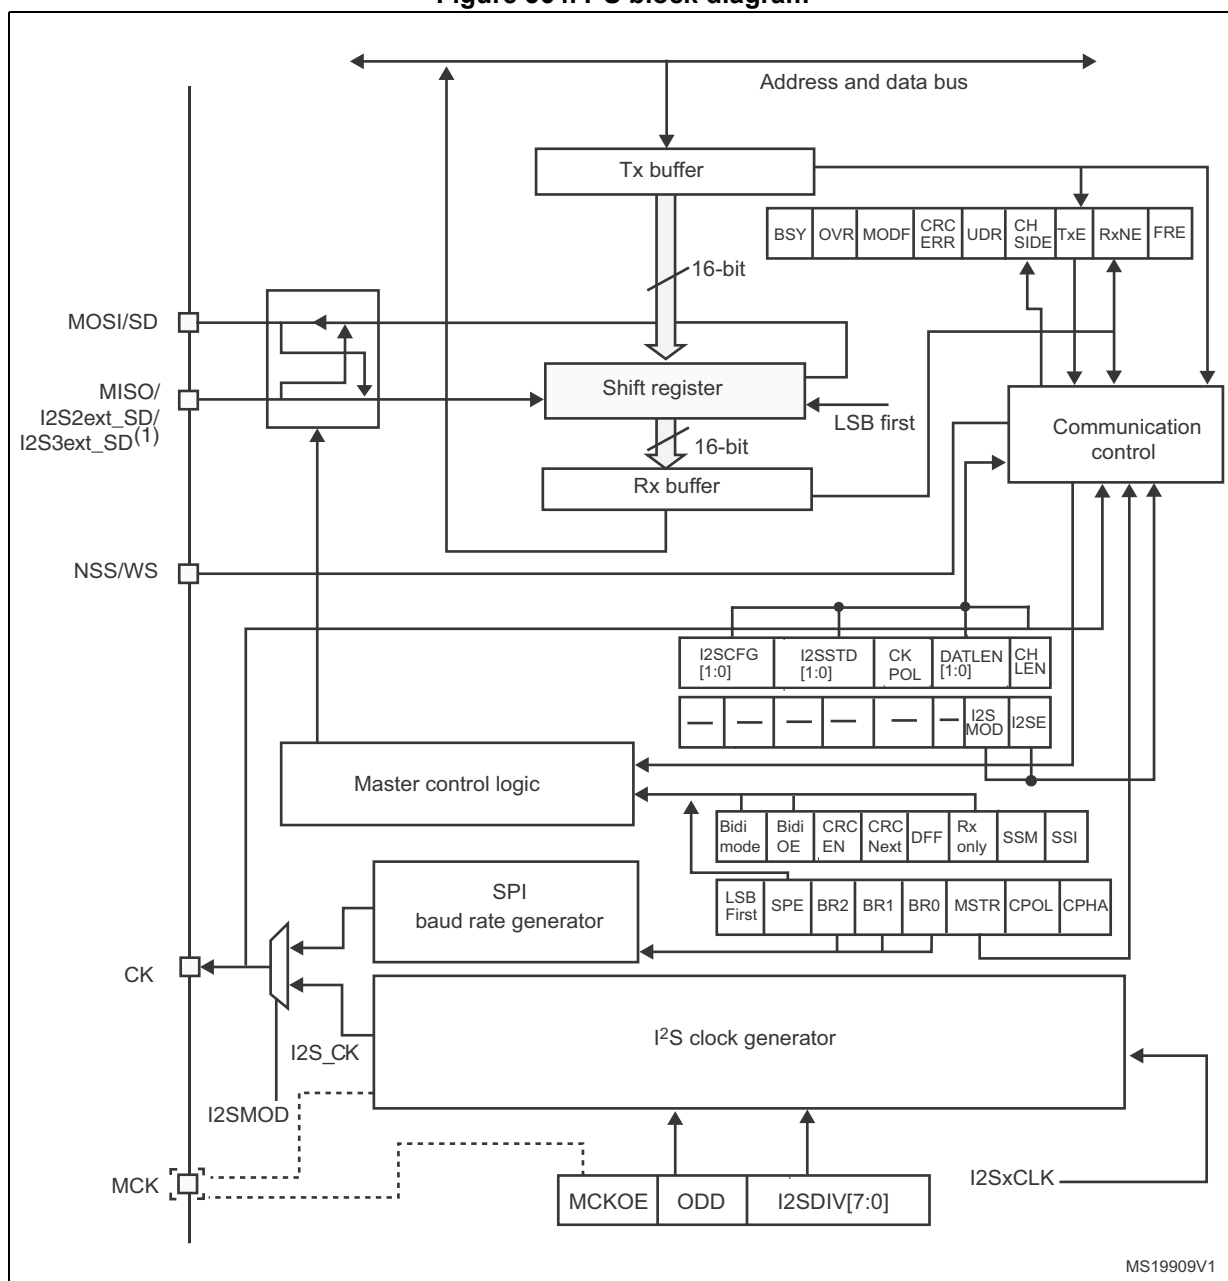 Address and data bus
Tx buffer
BSY OVR MODF CRC ERR UDR CH SIDE TxE RxNE FRE
16-bit
MOSI/SD
MISO/
I2S2ext_SD/
I2S3ext_SD(1)
Shift register
LSB first
Communication
control
16-bit
Rx buffer
NSS/WS
I2SCFG [1:0] I2SSTD [1:0] CK POL DATLEN [1:0] CH LEN
— — — — — — I2S MOD I2SE
Master control logic
Bidi mode Bidi OE CRC EN CRC Next DFF Rx only SSM SSI
LSB First SPE BR2 BR1 BR0 MSTR CPOL CPHA
SPI
baud rate generator
CK
I2S clock generator
I2S_CK
I2SMOD
MCK
I2SxCLK
MCKOE ODD I2SDIV[7:0]
MS19909V1